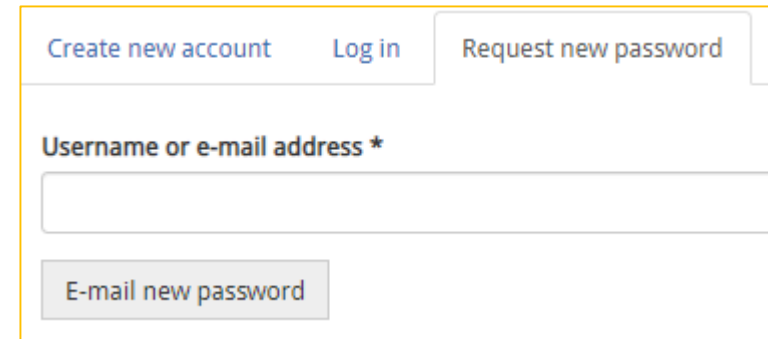 Create new account Log in Request new password
Username or e-mail address *
E-mail new password